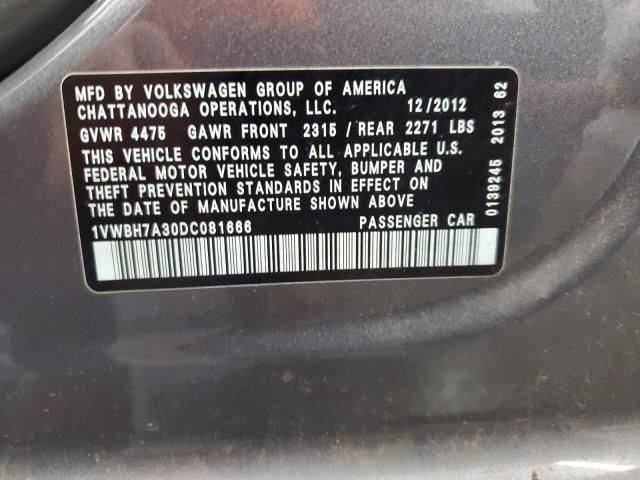 MFD BY VOLKSWAGEN GROUP OF AMERICA
CHATTANOOGA OPERATIONS, LLC. 12/2012
GVWR 4475 GAWR FRONT 2315 / REAR 2271 LBS
THIS VEHICLE CONFORMS TO ALL APPLICABLE U.S.
FEDERAL MOTOR VEHICLE SAFETY, BUMPER AND
THEFT PREVENTION STANDARDS IN EFFECT ON
THE DATE OF MANUFACTURE SHOWN ABOVE
1VWBH7A30DC081666 PASSENGER CAR
0139245 2013 62